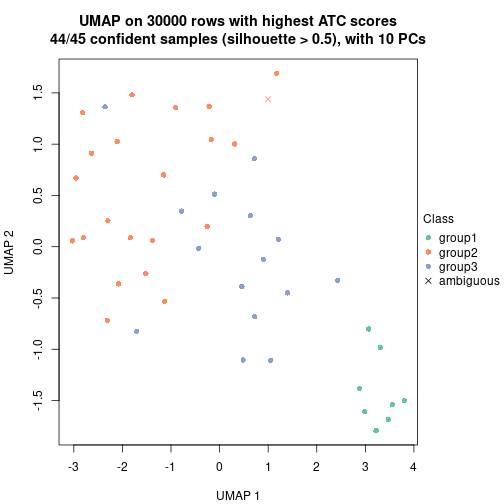 UMAP on 30000 rows with highest ATC scores
44/45 confident samples (silhouette > 0.5), with 10 PCs
1.5
1.0
0.5
0.0
-0.5
-1.0
-1.5
UMAP 2
-3 -2 -1 0 1 2 3 4
UMAP 1
Class
group1
group2
group3
ambiguous